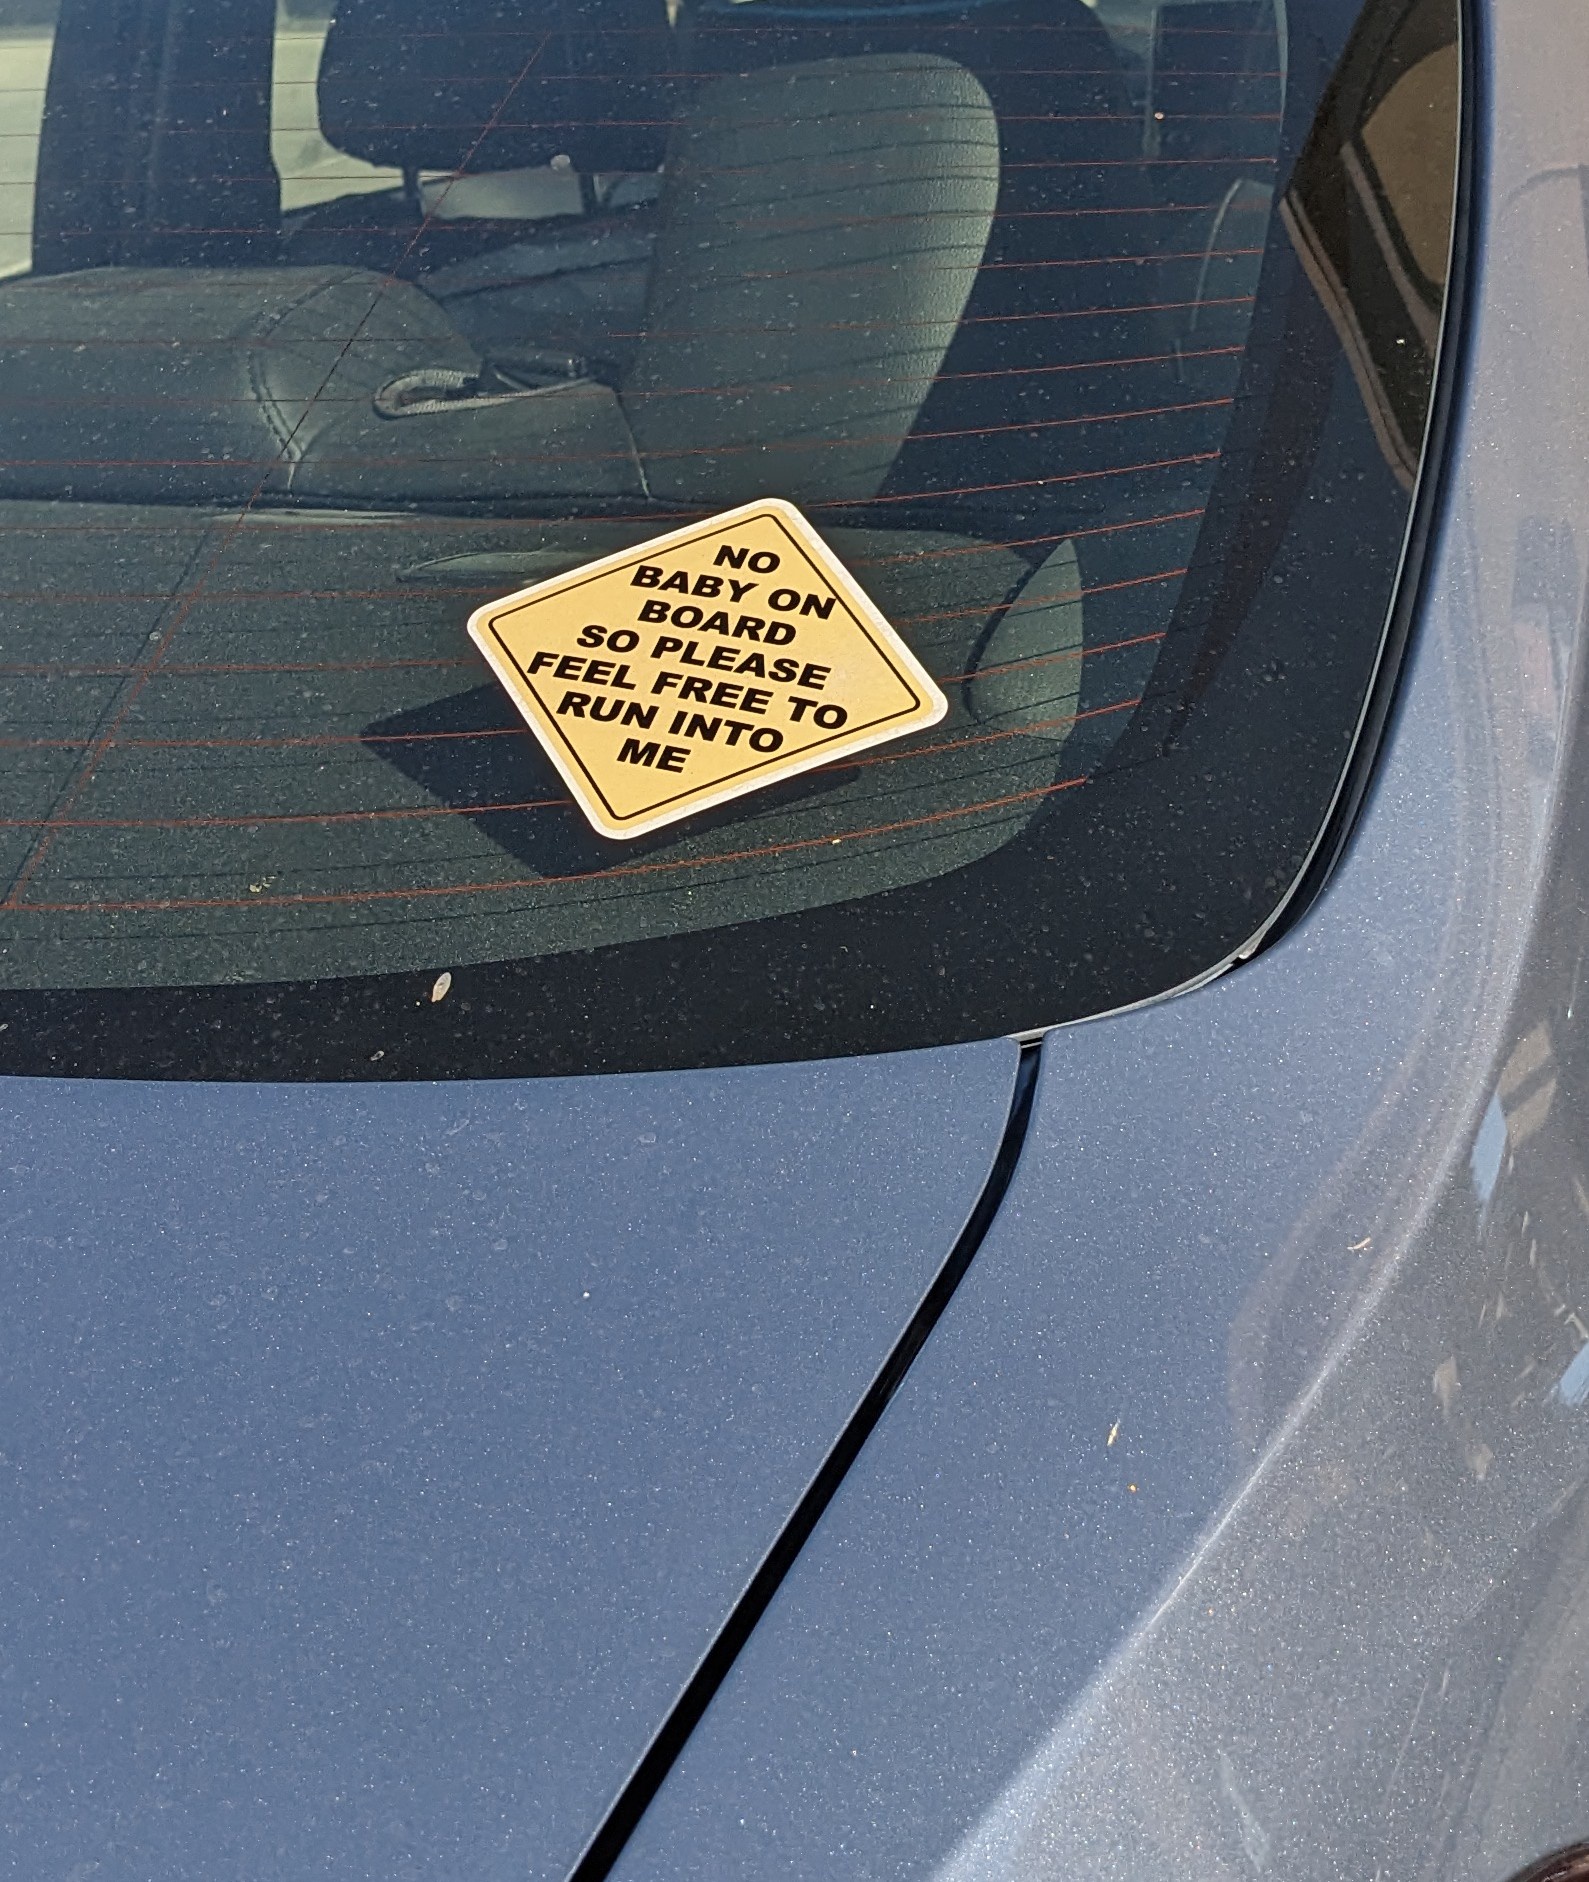 NO
BABY ON
BOARD
SO PLEASE
FEEL FREE TO
RUN INTO
ME